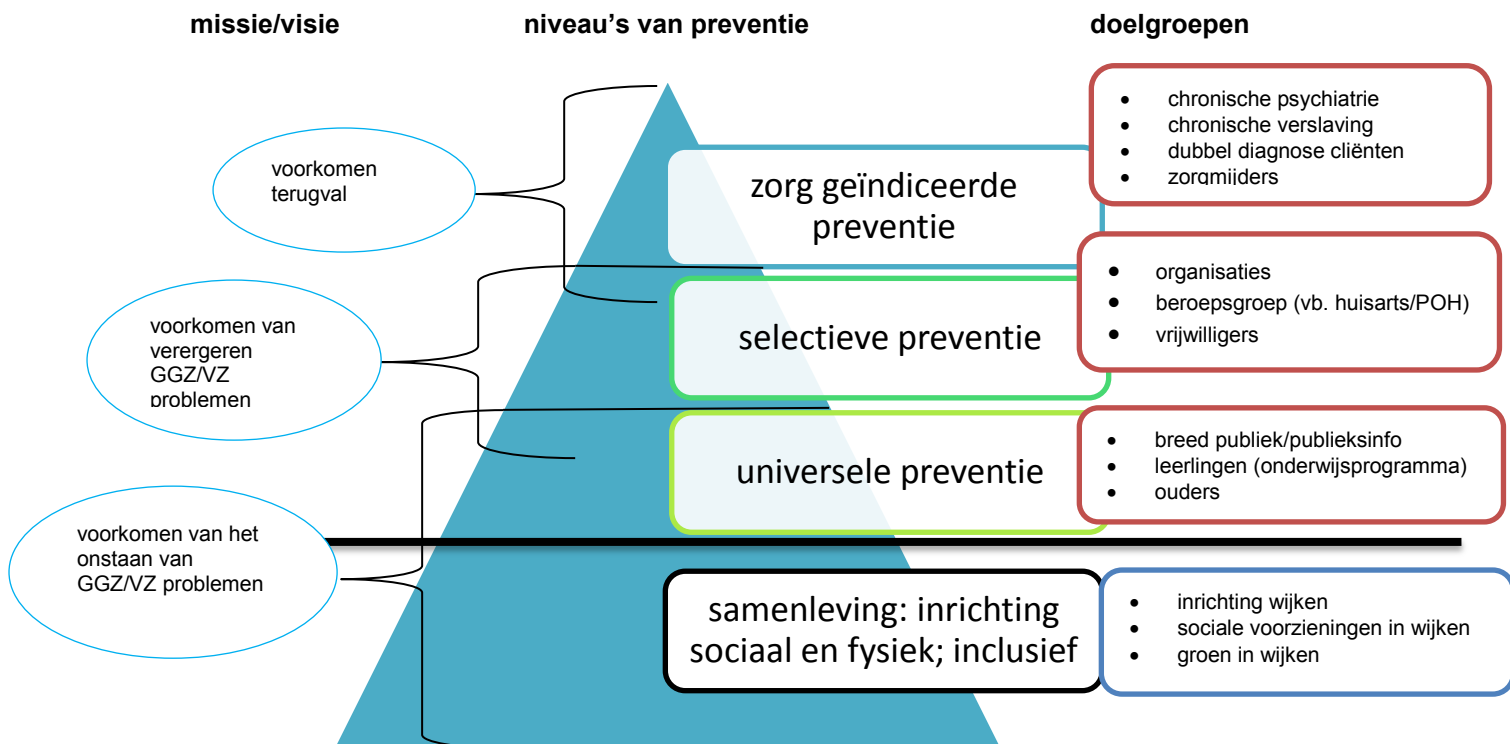 missie/visie
niveau's van preventie
doelgroepen
voorkomen
terugval
voorkomen van
verergeren
GGZ/VZ
problemen
voorkomen van het
onstaan van
GGZ/VZ problemen
zorg geïndiceerde
preventie
selectieve preventie
universele preventie
samenleving: inrichting
sociaal en fysiek; inclusief
• chronische psychiatrie
• chronische verslaving
• dubbel diagnose cliënten
• zorgmijders
• organisaties
• beroepsgroep (vb. huisarts/POH)
• vrijwilligers
• breed publiek/publieksinfo
• leerlingen (onderwijsprogramma)
• ouders
• inrichting wijken
• sociale voorzieningen in wijken
• groen in wijken